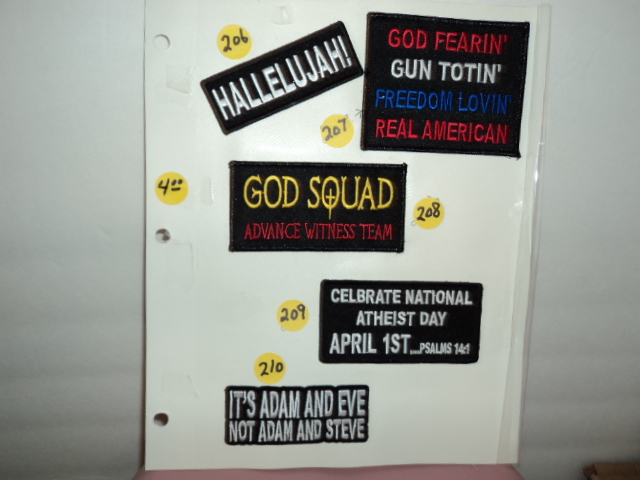 206
HALLELUJAH!
GOD FEARIN'
GUN TOTIN'
FREEDOM LOVIN'
REAL AMERICAN
207
4.00
GOD SQUAD
ADVANCE WITNESS TEAM
208
209
CELBRATE NATIONAL
ATHEIST DAY
APRIL 1ST....PSALMS 14:1
210
IT'S ADAM AND EVE
NOT ADAM AND STEVE